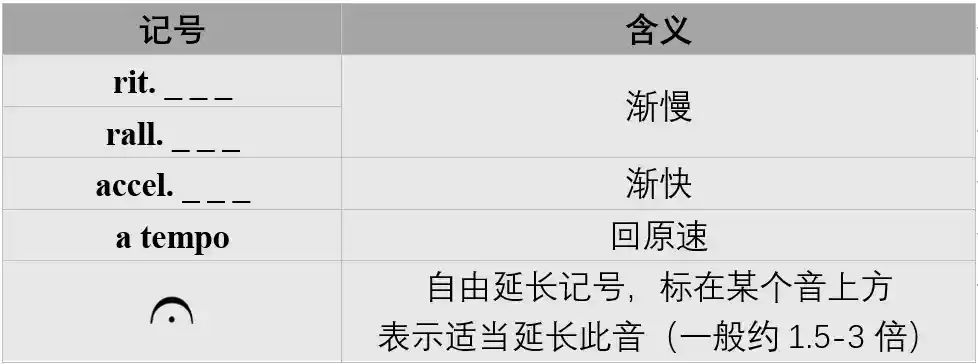 记号 含义
rit. _ _ _
渐慢
rall. _ _ _
accel. _ _ _ 渐快
a tempo 回原速
自由延长记号，标在某个音上方
表示适当延长此音（一般约 1.5-3 倍）